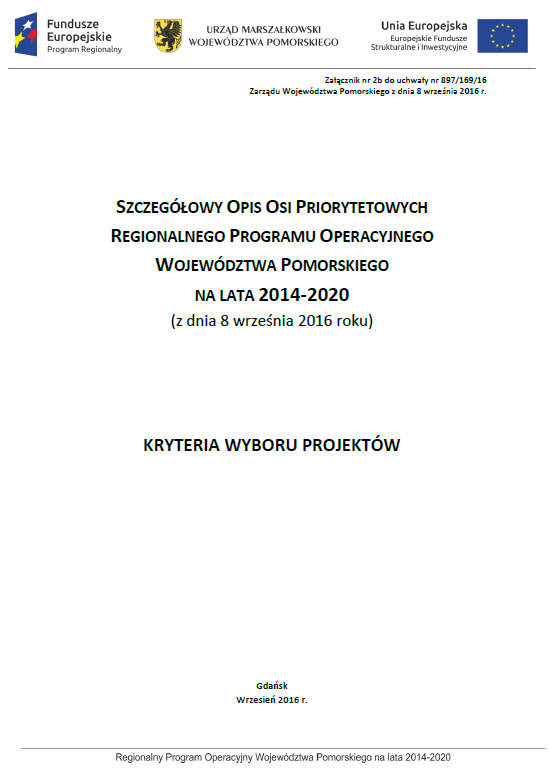 Fundusze
Europejskie
Program Regionalny
URZĄD MARSZAŁKOWSKI
WOJEWÓDZTWA POMORSKIEGO
Unia Europejska
Europejskie Fundusze
Strukturalne i Inwestycyjne
Załącznik nr 2b do uchwały nr 897/169/16
Zarządu Województwa Pomorskiego z dnia 8 września 2016 r.
SZCZEGÓŁOWY OPIS OSI PRIORYTETOWYCH
REGIONALNEGO PROGRAMU OPERACYJNEGO
WOJEWÓDZTWA POMORSKIEGO
NA LATA 2014-2020
(z dnia 8 września 2016 roku)
KRYTERIA WYBORU PROJEKTÓW
Gdańsk
Wrzesień 2016 r.
Regionalny Program Operacyjny Województwa Pomorskiego na lata 2014-2020